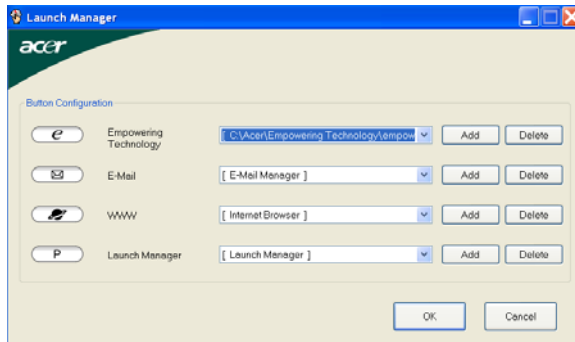 Launch Manager
acer
Button Configuration
e Empowering Technology [ C:\Acer\Empowering Technology\empow Add Delete
E-Mail [ E-Mail Manager ] Add Delete
WWW [ Internet Browser ] Add Delete
P Launch Manager [ Launch Manager ] Add Delete
OK Cancel